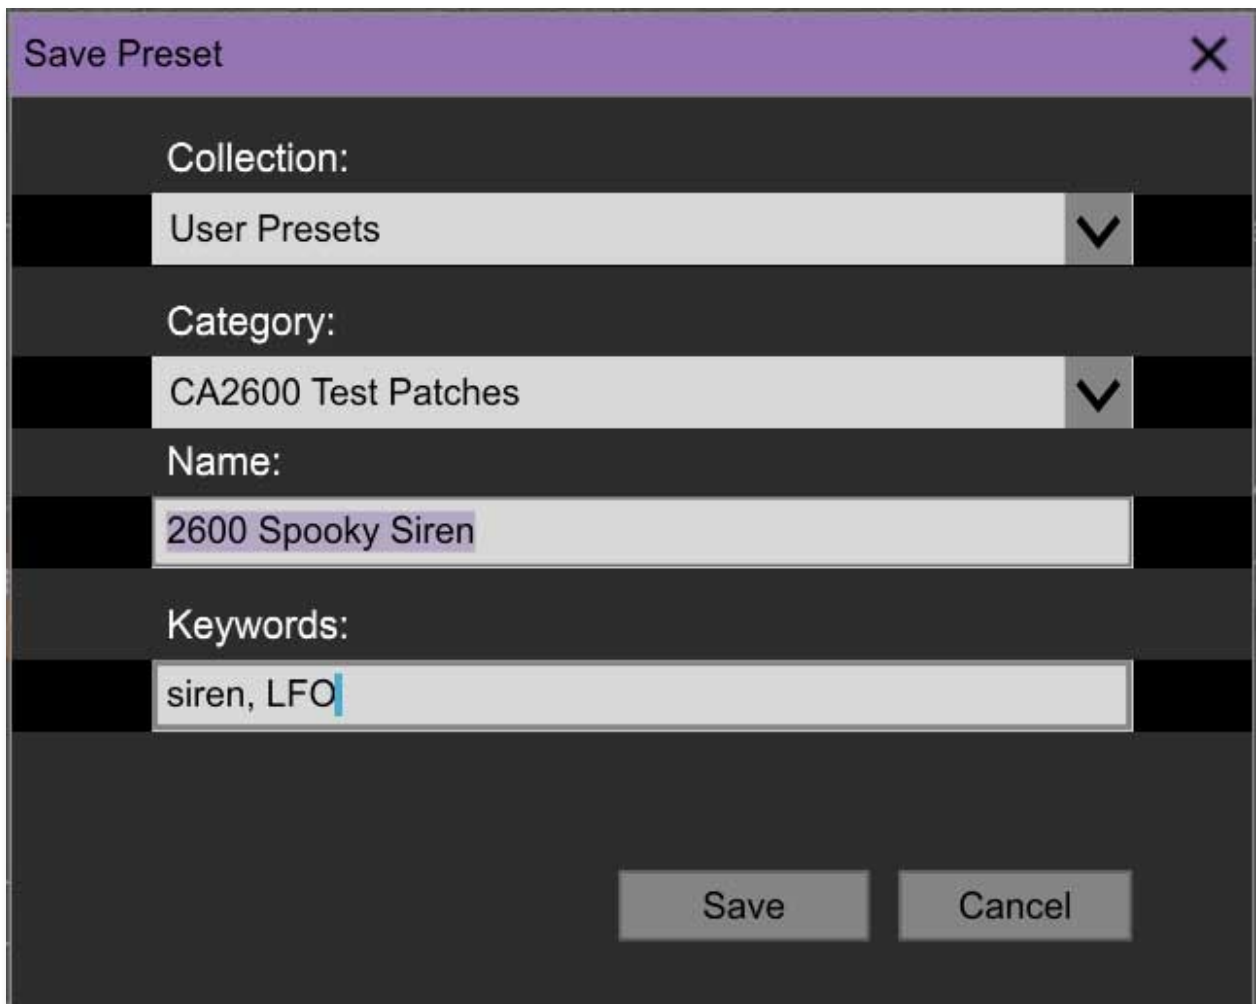 Save Preset
Collection:
User Presets
Category:
CA2600 Test Patches
Name:
2600 Spooky Siren
Keywords:
siren, LFO
Save Cancel